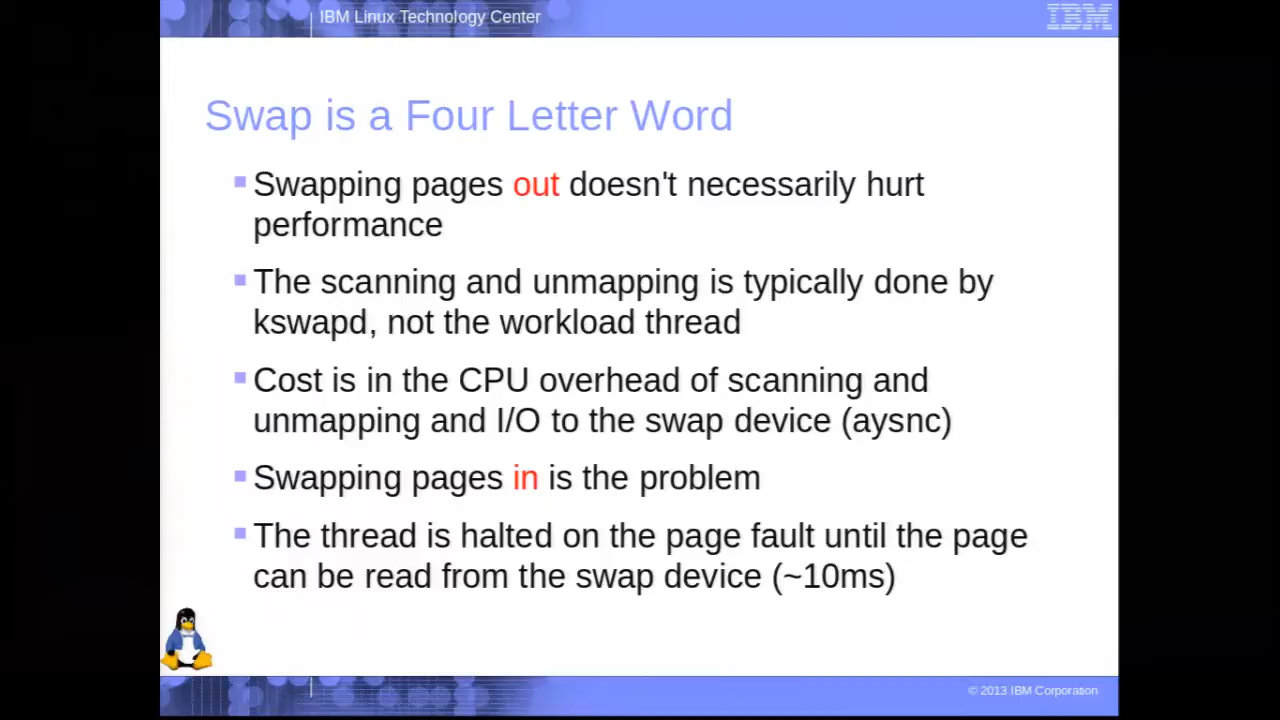 IBM Linux Technology Center
IBM
Swap is a Four Letter Word
Swapping pages out doesn't necessarily hurt
performance
The scanning and unmapping is typically done by
kswapd, not the workload thread
Cost is in the CPU overhead of scanning and
unmapping and I/O to the swap device (aysnc)
Swapping pages in is the problem
The thread is halted on the page fault until the page
can be read from the swap device (~10ms)
© 2013 IBM Corporation